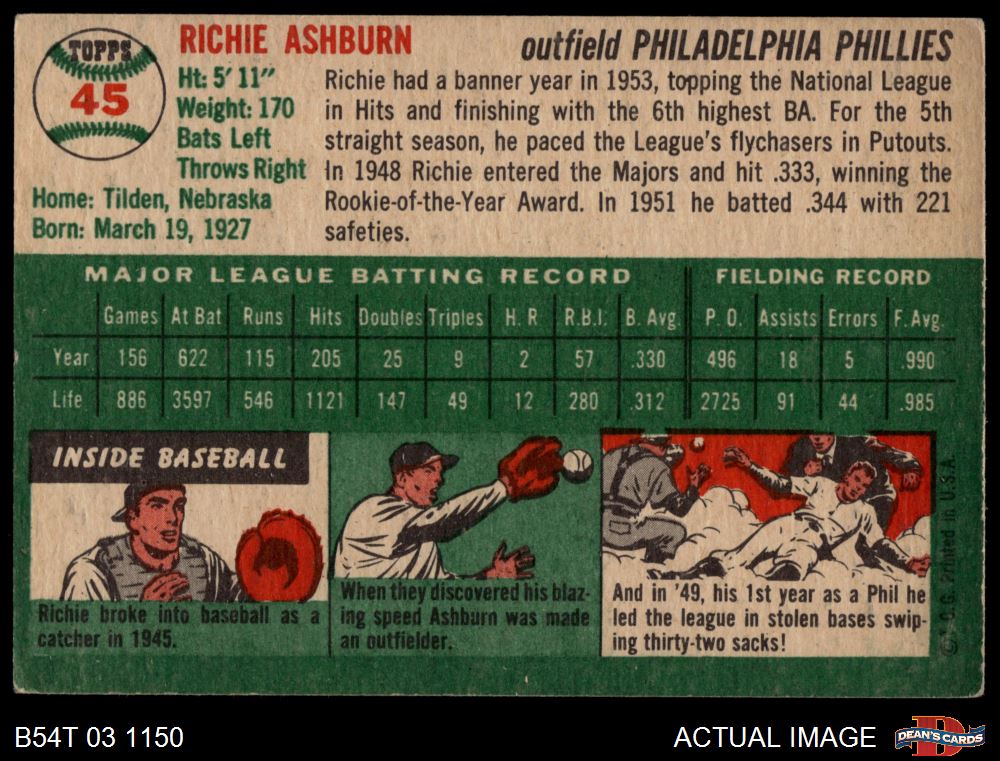 TOPPS
45
RICHIE ASHBURN
Ht: 5' 11"
Weight: 170
Bats Left
Throws Right
Home: Tilden, Nebraska
Born: March 19, 1927
outfield PHILADELPHIA PHILLIES
Richie had a banner year in 1953, topping the National League
in Hits and finishing with the 6th highest BA. For the 5th
straight season, he paced the League's flychasers in Putouts.
In 1948 Richie entered the Majors and hit .333, winning the
Rookie-of-the-Year Award. In 1951 he batted .344 with 221
safeties.
MAJOR LEAGUE BATTING RECORD FIELDING RECORD
Games At Bat Runs Hits Doubles Triples H. R R.B.I. B. Avg. P. O. Assists Errors F. Avg.
Year 156 622 115 205 25 9 2 57 .330 496 18 5 .990
Life 886 3597 546 1121 147 49 12 280 .312 2725 91 44 .985
INSIDE BASEBALL
Richie broke into baseball as a
catcher in 1945.
When they discovered his blaz-
ing speed Ashburn was made
an outfielder.
And in '49, his 1st year as a Phil he
led the league in stolen bases swip-
ing thirty-two sacks!
© T.C.G. Printed in U.S.A.
B54T 03 1150
ACTUAL IMAGE
DEAN'S CARDS